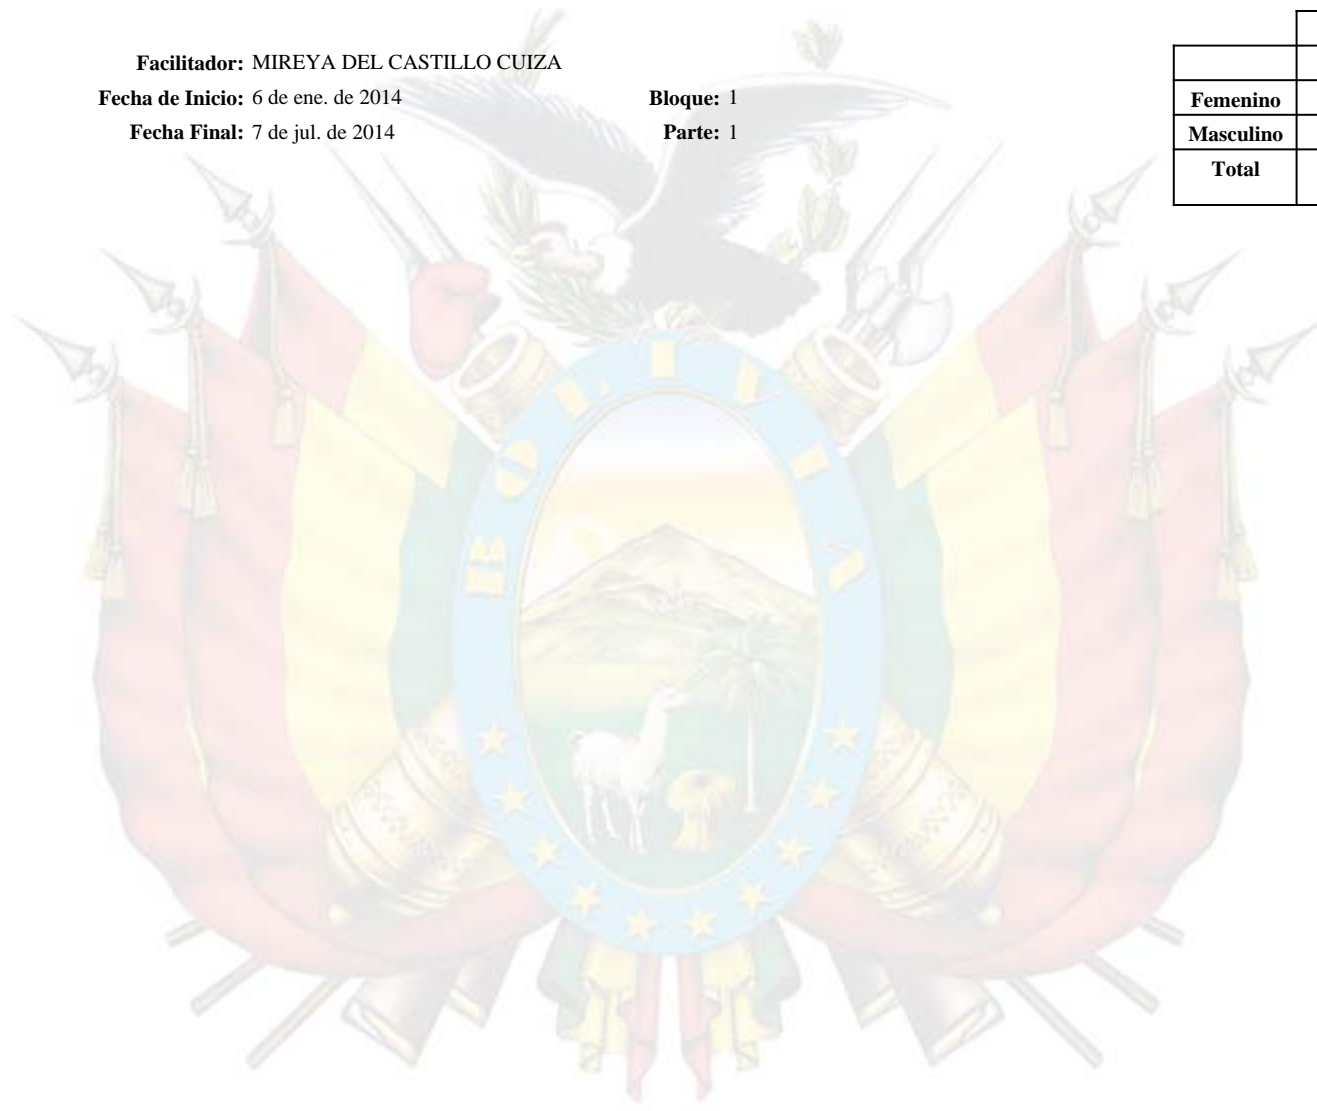 Facilitador: MIREYA DEL CASTILLO CUIZA
Fecha de Inicio: 6 de ene. de 2014 Bloque: 1
Fecha Final: 7 de jul. de 2014 Parte: 1
Femenino
Masculino
Total
BOLIVIA